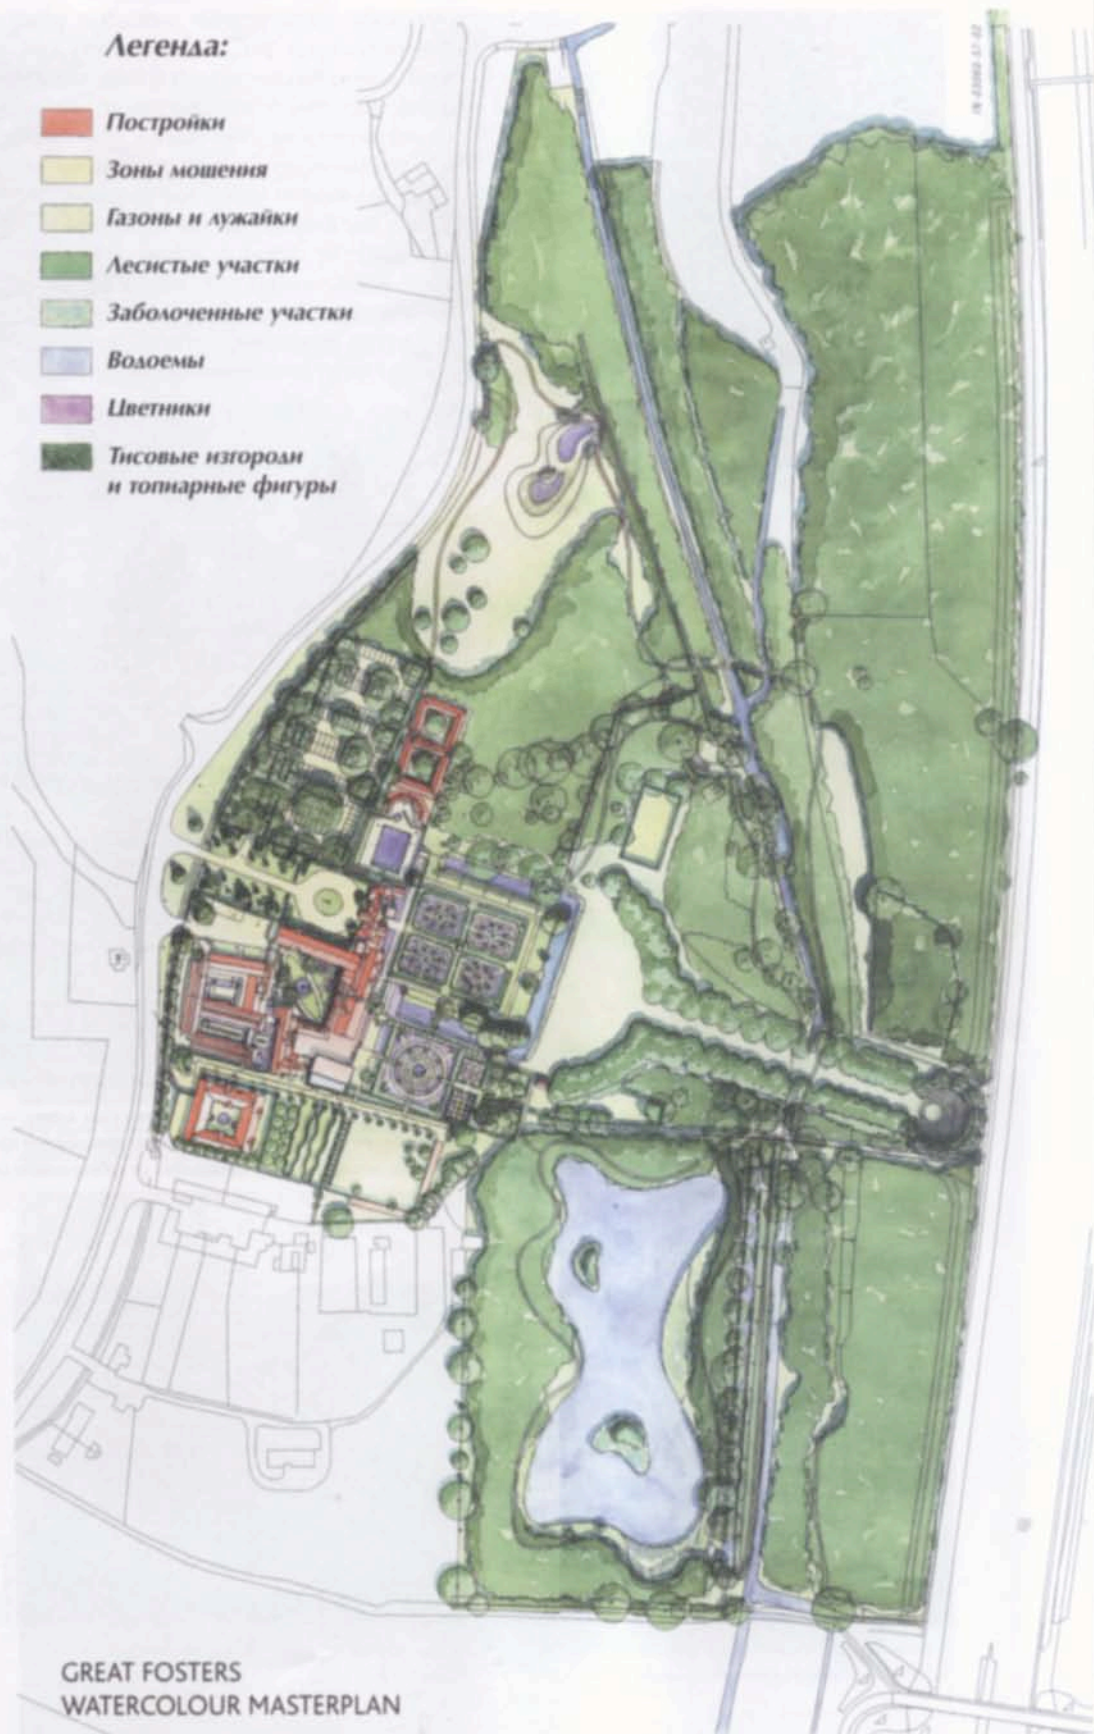 Легенда:
Постройки
Зоны мошения
Газоны и лужайки
Лесистые участки
Заболоченные участки
Водоемы
Цветники
Тисовые изгороди
и топиарные фигуры
GREAT FOSTERS
WATERCOLOUR MASTERPLAN